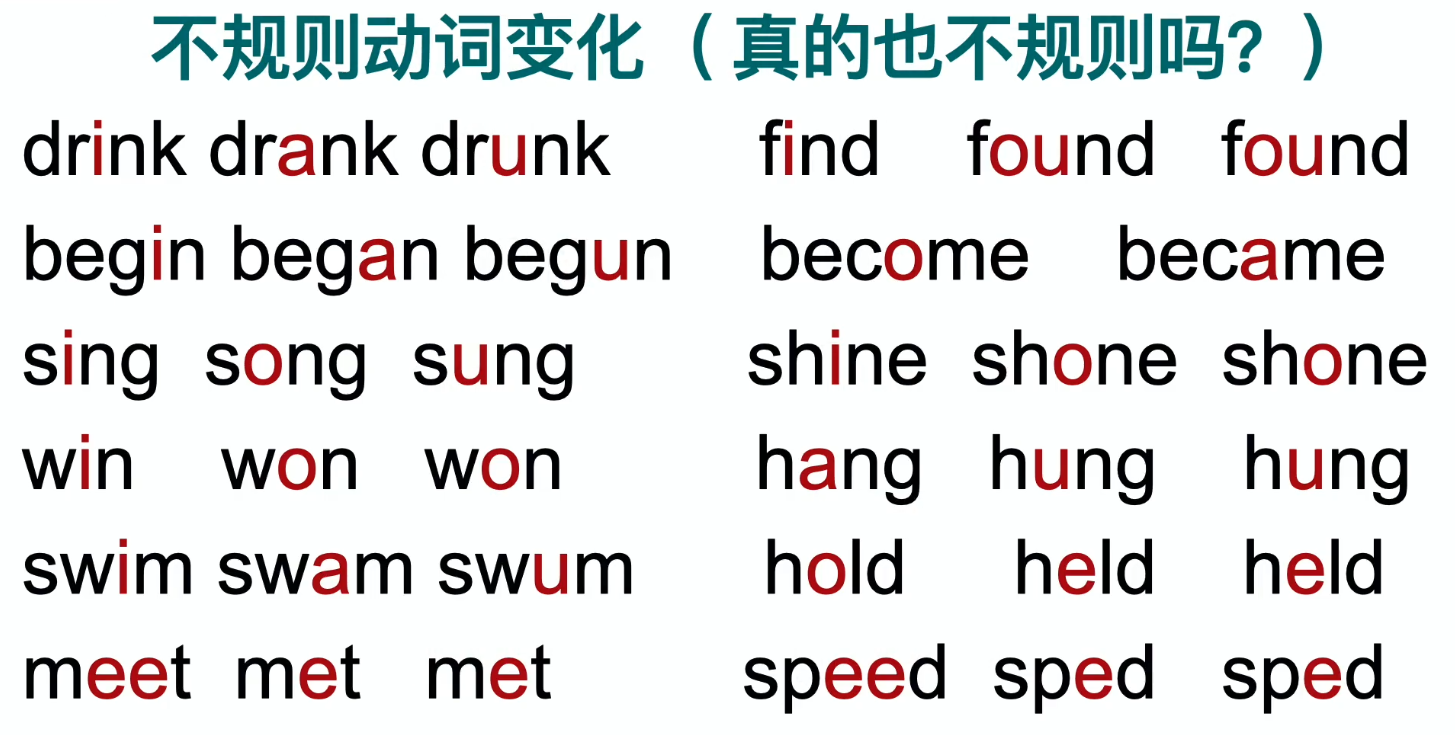 不规则动词变化（真的也不规则吗？）
drink drank drunk find found found
begin began begun become became
sing song sung shine shone shone
win won won hang hung hung
swim swam swum hold held held
meet met met speed sped sped